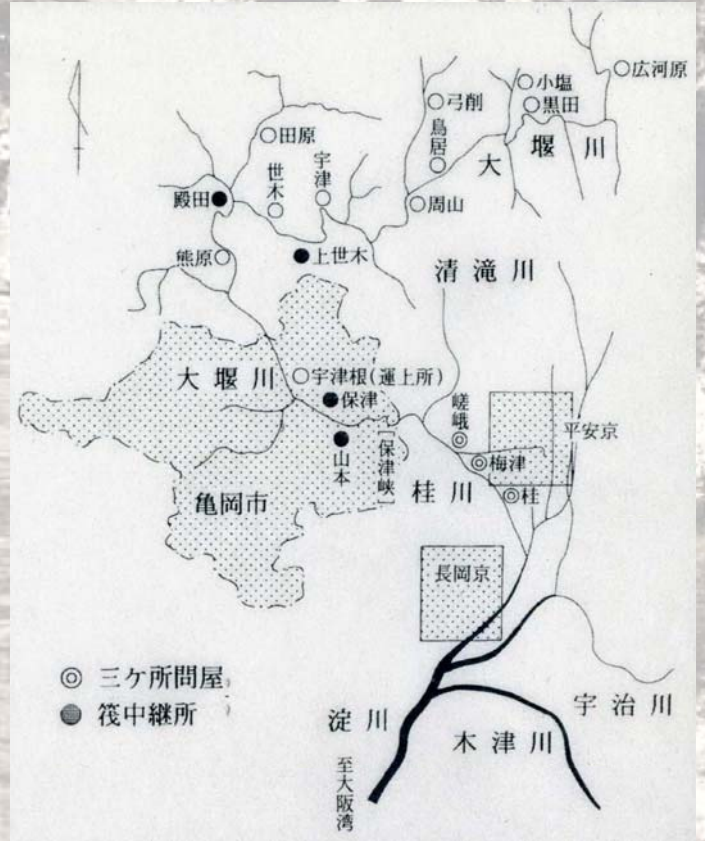 広河原
小塩
黒田
弓削
鳥居
大堰川
田原
世木
宇津
殿田
周山
熊原
上世木
清滝川
大堰川
宇津根(運上所)
保津
嵯峨
平安京
梅津
山本
[保津峡]
桂川
桂
亀岡市
長岡京
三ケ所問屋
筏中継所
淀川
宇治川
木津川
至大阪湾